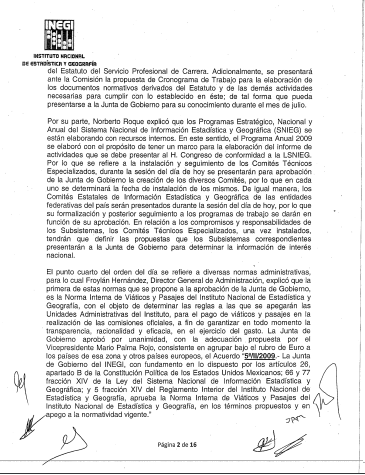 INEGI
INSTITUTO NACIONAL
DE ESTADÍSTICA Y GEOGRAFÍA
del Estatuto del Servicio Profesional de Carrera. Adicionalmente, se presentará
ante la Comisión la propuesta de Cronograma de Trabajo para la elaboración de
los documentos normativos derivados del Estatuto y de las demás actividades
necesarias para cumplir con lo establecido en éste; de tal forma que pueda
presentarse a la Junta de Gobierno para su conocimiento durante el mes de julio.
Por su parte, Norberto Roque explicó que los Programas Estratégico, Nacional y
Anual del Sistema Nacional de Información Estadística y Geográfica (SNIEG) se
están elaborando con recursos internos. En este sentido, el Programa Anual 2009
se elaboró con el propósito de tener un marco para la elaboración del informe de
actividades que se debe presentar al H. Congreso de conformidad a la LSNIEG.
Por lo que se refiere a la instalación y seguimiento de los Comités Técnicos
Especializados, durante la sesión del día de hoy se presentarán para aprobación
de la Junta de Gobierno la creación de los diversos Comités, por lo que en cada
uno se determinará la fecha de instalación de los mismos. De igual manera, los
Comités Estatales de Información Estadística y Geográfica de las entidades
federativas del país serán presentados durante la sesión del día de hoy, por lo que
su formalización y posterior seguimiento a los programas de trabajo se darán en
función de su aprobación. En relación a los compromisos y responsabilidades de
los Subsistemas, los Comités Técnicos Especializados, una vez instalados,
tendrán que definir las propuestas que los Subsistemas correspondientes
presentarán a la Junta de Gobierno para determinar la información de interés
nacional.
El punto cuarto del orden del día se refiere a diversas normas administrativas,
para lo cual Froylán Hernández, Director General de Administración, explicó que la
primera de estas normas que se propone a la aprobación de la Junta de Gobierno,
es la Norma Interna de Viáticos y Pasajes del Instituto Nacional de Estadística y
Geografía, con el objeto de determinar las reglas a las que se apegarán las
Unidades Administrativas del Instituto, para el pago de viáticos y pasajes en la
realización de las comisiones oficiales, a fin de garantizar en todo momento la
transparencia, racionalidad y eficacia, en el ejercicio del gasto. La Junta de
Gobierno aprobó por unanimidad, con la adecuación propuesta por el
Vicepresidente Mario Palma Rojo, consistente en agrupar bajo el rubro de Euro a
los países de esa zona y otros países europeos, el Acuerdo "5ª/II/2009.- La Junta
de Gobierno del INEGI, con fundamento en lo dispuesto por los artículos 26,
apartado B de la Constitución Política de los Estados Unidos Mexicanos; 66 y 77
fracción XIV de la Ley del Sistema Nacional de Información Estadística y
Geográfica; y 5 fracción XIV del Reglamento Interior del Instituto Nacional de
Estadística y Geografía, aprueba la Norma Interna de Viáticos y Pasajes del
Instituto Nacional de Estadística y Geografía, en los términos propuestos y en
apego a la normatividad vigente."
Página 2 de 16